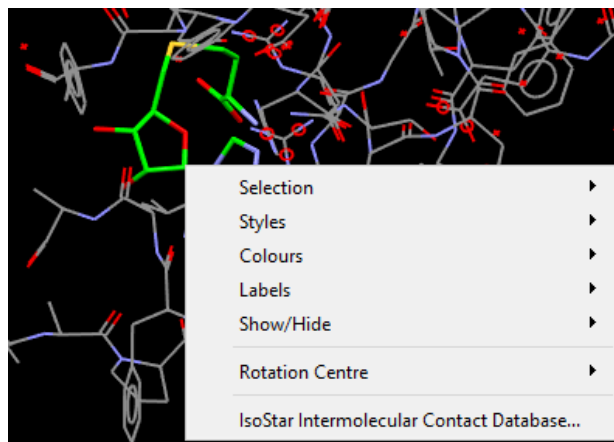 Selection
Styles
Colours
Labels
Show/Hide
Rotation Centre
IsoStar Intermolecular Contact Database...